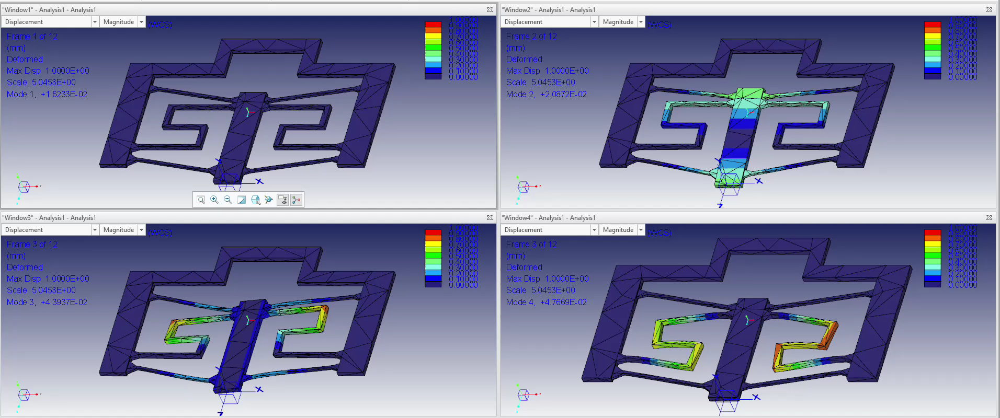 "Window1" - Analysis1 - Analysis1
Displacement Magnitude (WCS)
Frame 1 of 12
(mm)
Deformed
Max Disp 1.0000E+00
Scale 5.0453E+00
Mode 1, +1.6233E-02
1.00000
0.90000
0.80000
0.70000
0.60000
0.50000
0.40000
0.30000
0.20000
0.10000
0.00000
X
"Window2" - Analysis1 - Analysis1
Displacement Magnitude (WCS)
Frame 2 of 12
(mm)
Deformed
Max Disp 1.0000E+00
Scale 5.0453E+00
Mode 2, +2.0872E-02
1.00000
0.90000
0.80000
0.70000
0.60000
0.50000
0.40000
0.30000
0.20000
0.10000
0.00000
X
Z
"Window3" - Analysis1 - Analysis1
Displacement Magnitude (WCS)
Frame 3 of 12
(mm)
Deformed
Max Disp 1.0000E+00
Scale 5.0453E+00
Mode 3, +4.3937E-02
1.00000
0.90000
0.80000
0.70000
0.60000
0.50000
0.40000
0.30000
0.20000
0.10000
0.00000
X
Z
"Window4" - Analysis1 - Analysis1
Displacement Magnitude (WCS)
Frame 3 of 12
(mm)
Deformed
Max Disp 1.0000E+00
Scale 5.0453E+00
Mode 4, +4.7669E-02
1.00000
0.90000
0.80000
0.70000
0.60000
0.50000
0.40000
0.30000
0.20000
0.10000
0.00000
X